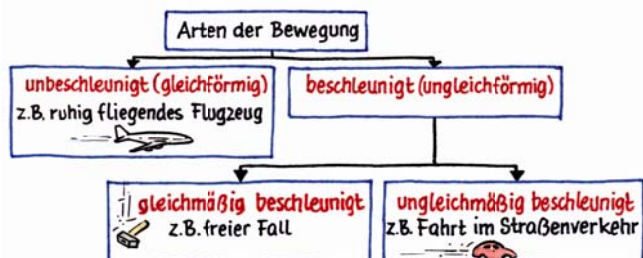 Arten der Bewegung
unbeschleunigt (gleichförmig)
z.B. ruhig fliegendes Flugzeug
beschleunigt (ungleichförmig)
gleichmäßig beschleunigt
z.B. freier Fall
ungleichmäßig beschleunigt
z.B. Fahrt im Straßenverkehr